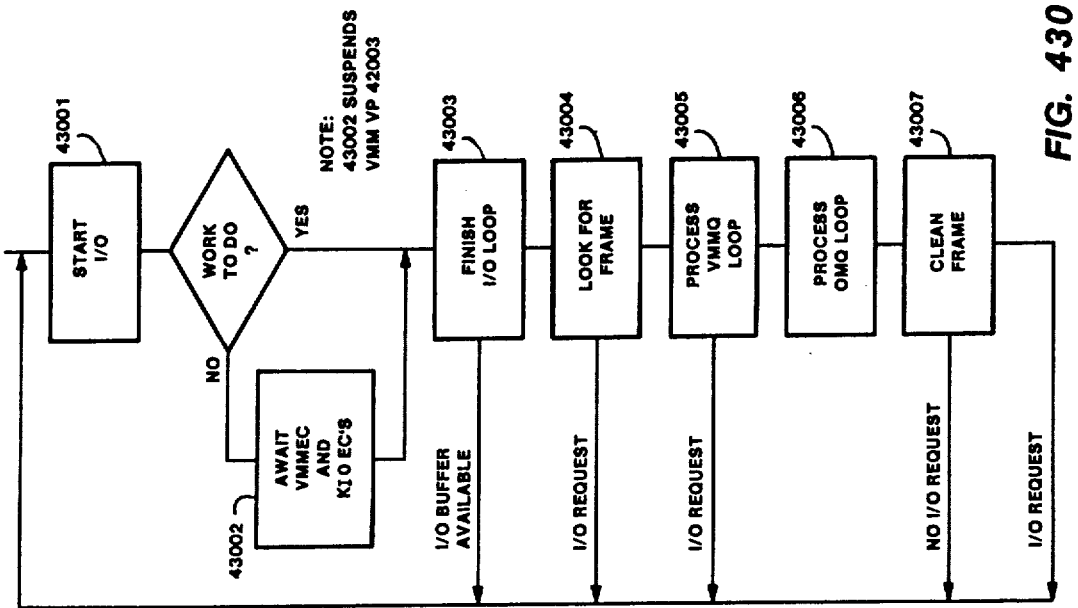 43001
START
I/O
WORK
TO DO
?
NO
YES
NOTE:
43002 SUSPENDS
VMM VP 42003
43002
AWAIT
VMMEC
AND
KIO EC'S
I/O BUFFER
AVAILABLE
FINISH
I/O LOOP
43003
I/O REQUEST
LOOK FOR
FRAME
43004
I/O REQUEST
PROCESS
VMMQ
LOOP
43005
PROCESS
OMQ LOOP
43006
NO I/O REQUEST
CLEAN
FRAME
43007
I/O REQUEST
FIG. 430